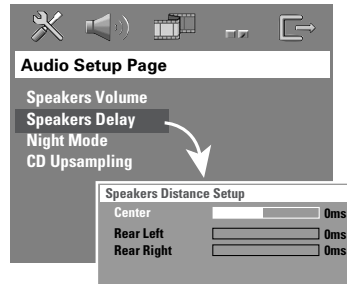 Audio Setup Page
Speakers Volume
Speakers Delay
Night Mode
CD Upsampling
Speakers Distance Setup
Center 0ms
Rear Left 0ms
Rear Right 0ms